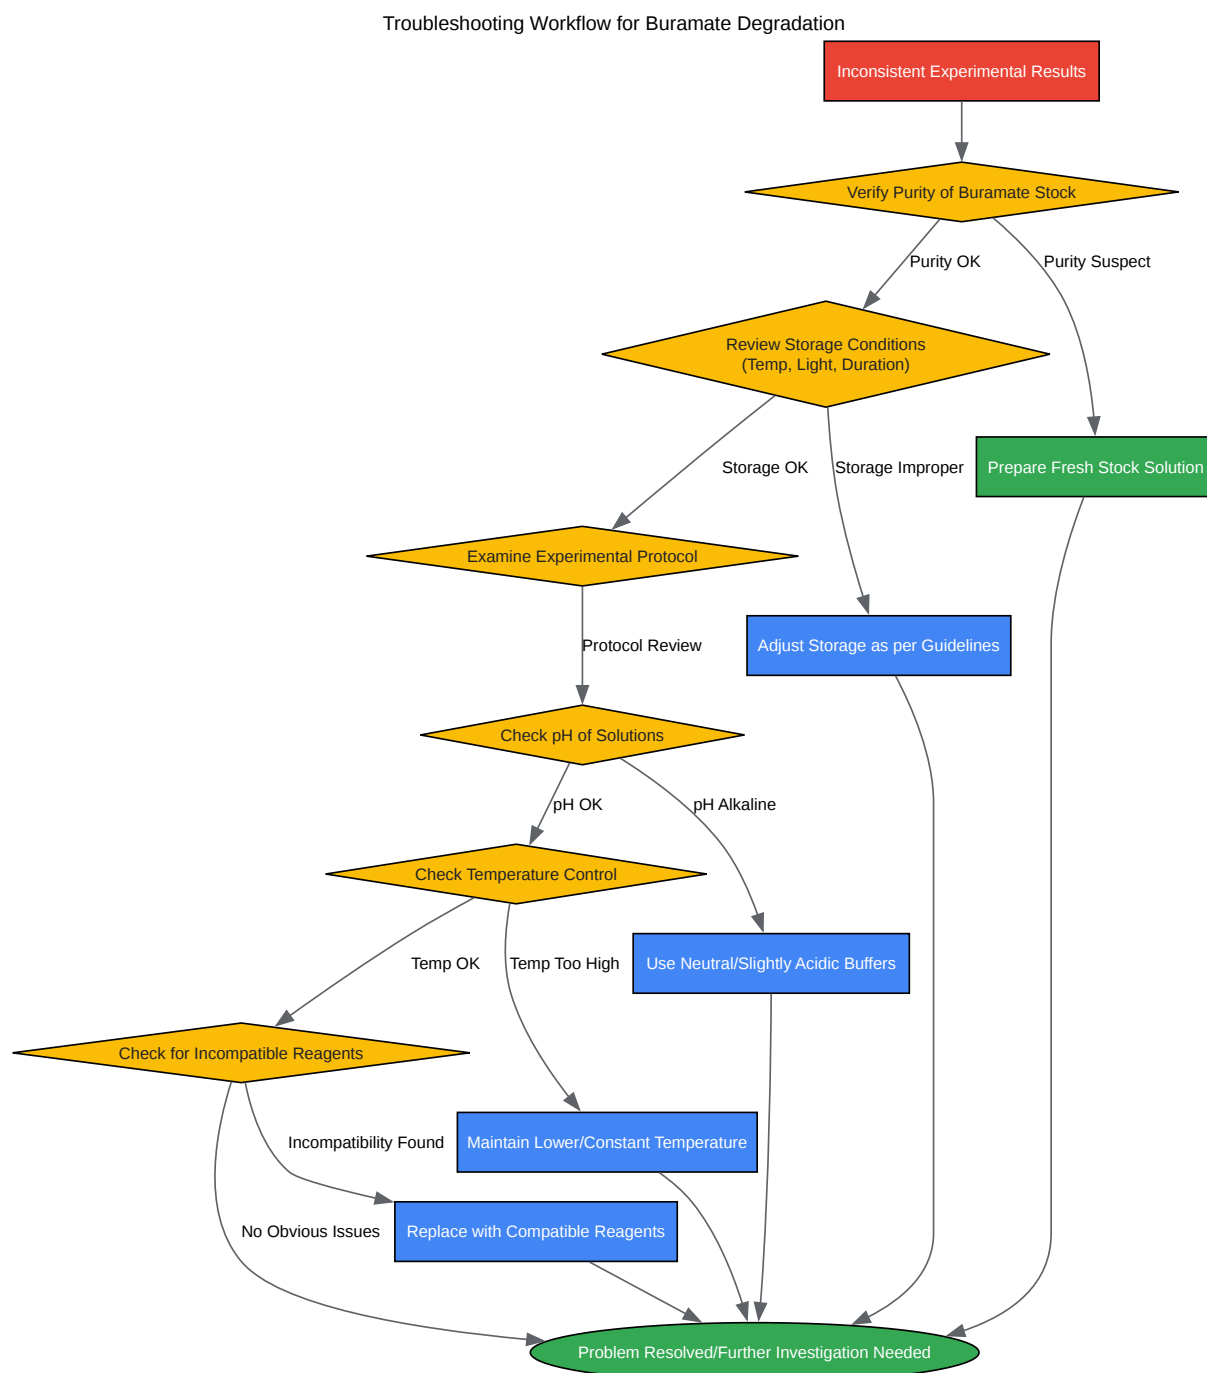 Troubleshooting Workflow for Buramate Degradation
Inconsistent Experimental Results
Verify Purity of Buramate Stock
Purity OK
Purity Suspect
Review Storage Conditions
(Temp, Light, Duration)
Storage OK
Storage Improper
Prepare Fresh Stock Solution
Examine Experimental Protocol
Protocol Review
Adjust Storage as per Guidelines
Check pH of Solutions
pH OK
pH Alkaline
Check Temperature Control
Temp OK
Temp Too High
Use Neutral/Slightly Acidic Buffers
Check for Incompatible Reagents
Incompatibility Found
Maintain Lower/Constant Temperature
No Obvious Issues
Replace with Compatible Reagents
Problem Resolved/Further Investigation Needed